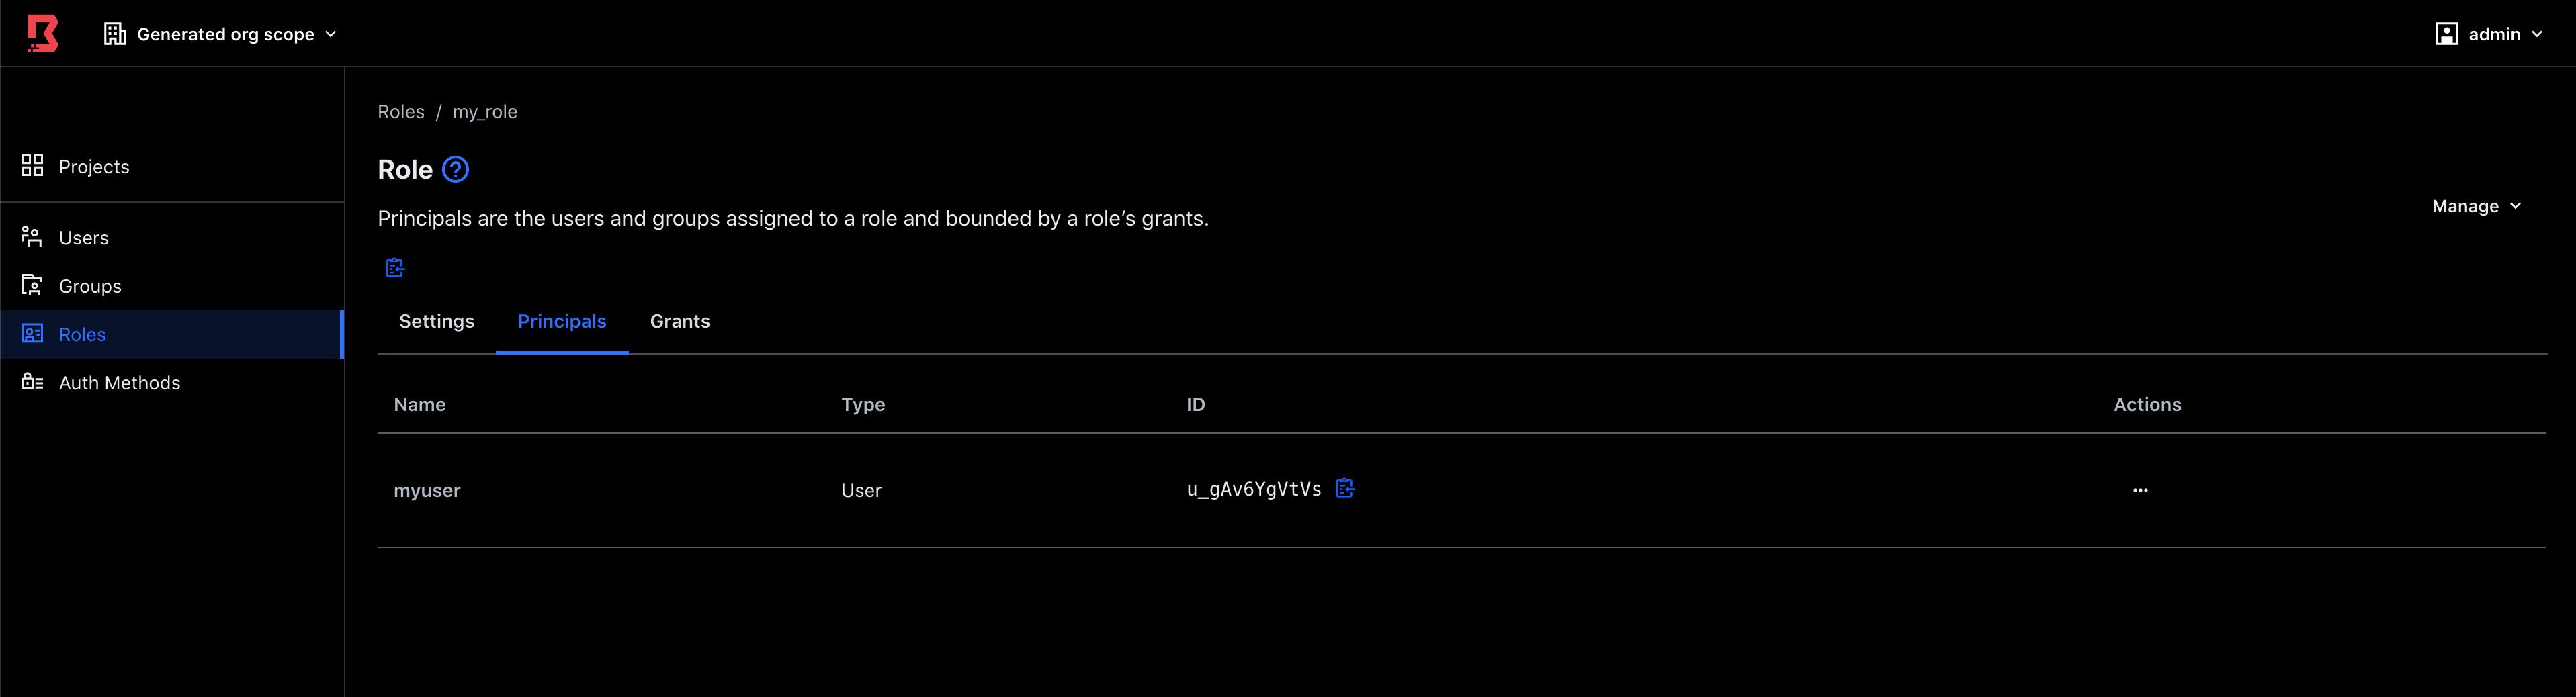 Generated org scope
admin
Projects
Users
Groups
Roles
Auth Methods
Roles / my_role
Role
Principals are the users and groups assigned to a role and bounded by a role’s grants.
Manage
Settings Principals Grants
Name Type ID Actions
myuser User u_gAv6YgVtVs